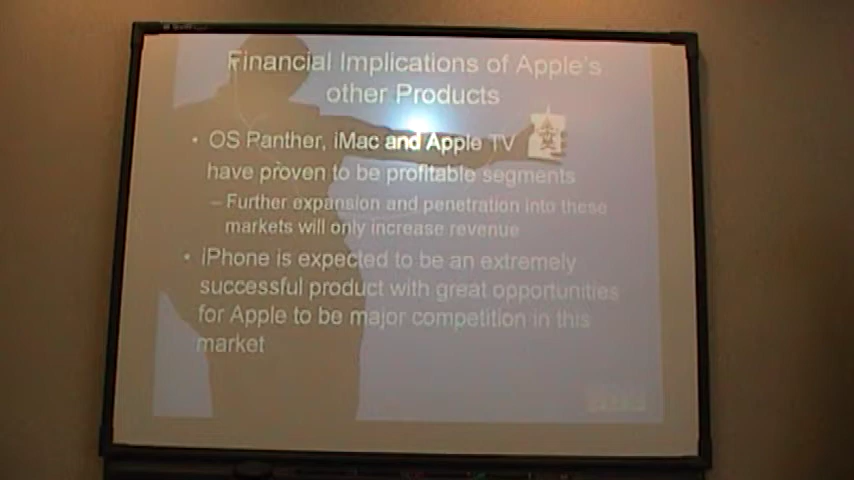 Financial Implications of Apple's
other Products
• OS Panther, iMac and Apple TV
have proven to be profitable segments
– Further expansion and penetration into these
markets will only increase revenue
• iPhone is expected to be an extremely
successful product with great opportunities
for Apple to be major competition in this
market